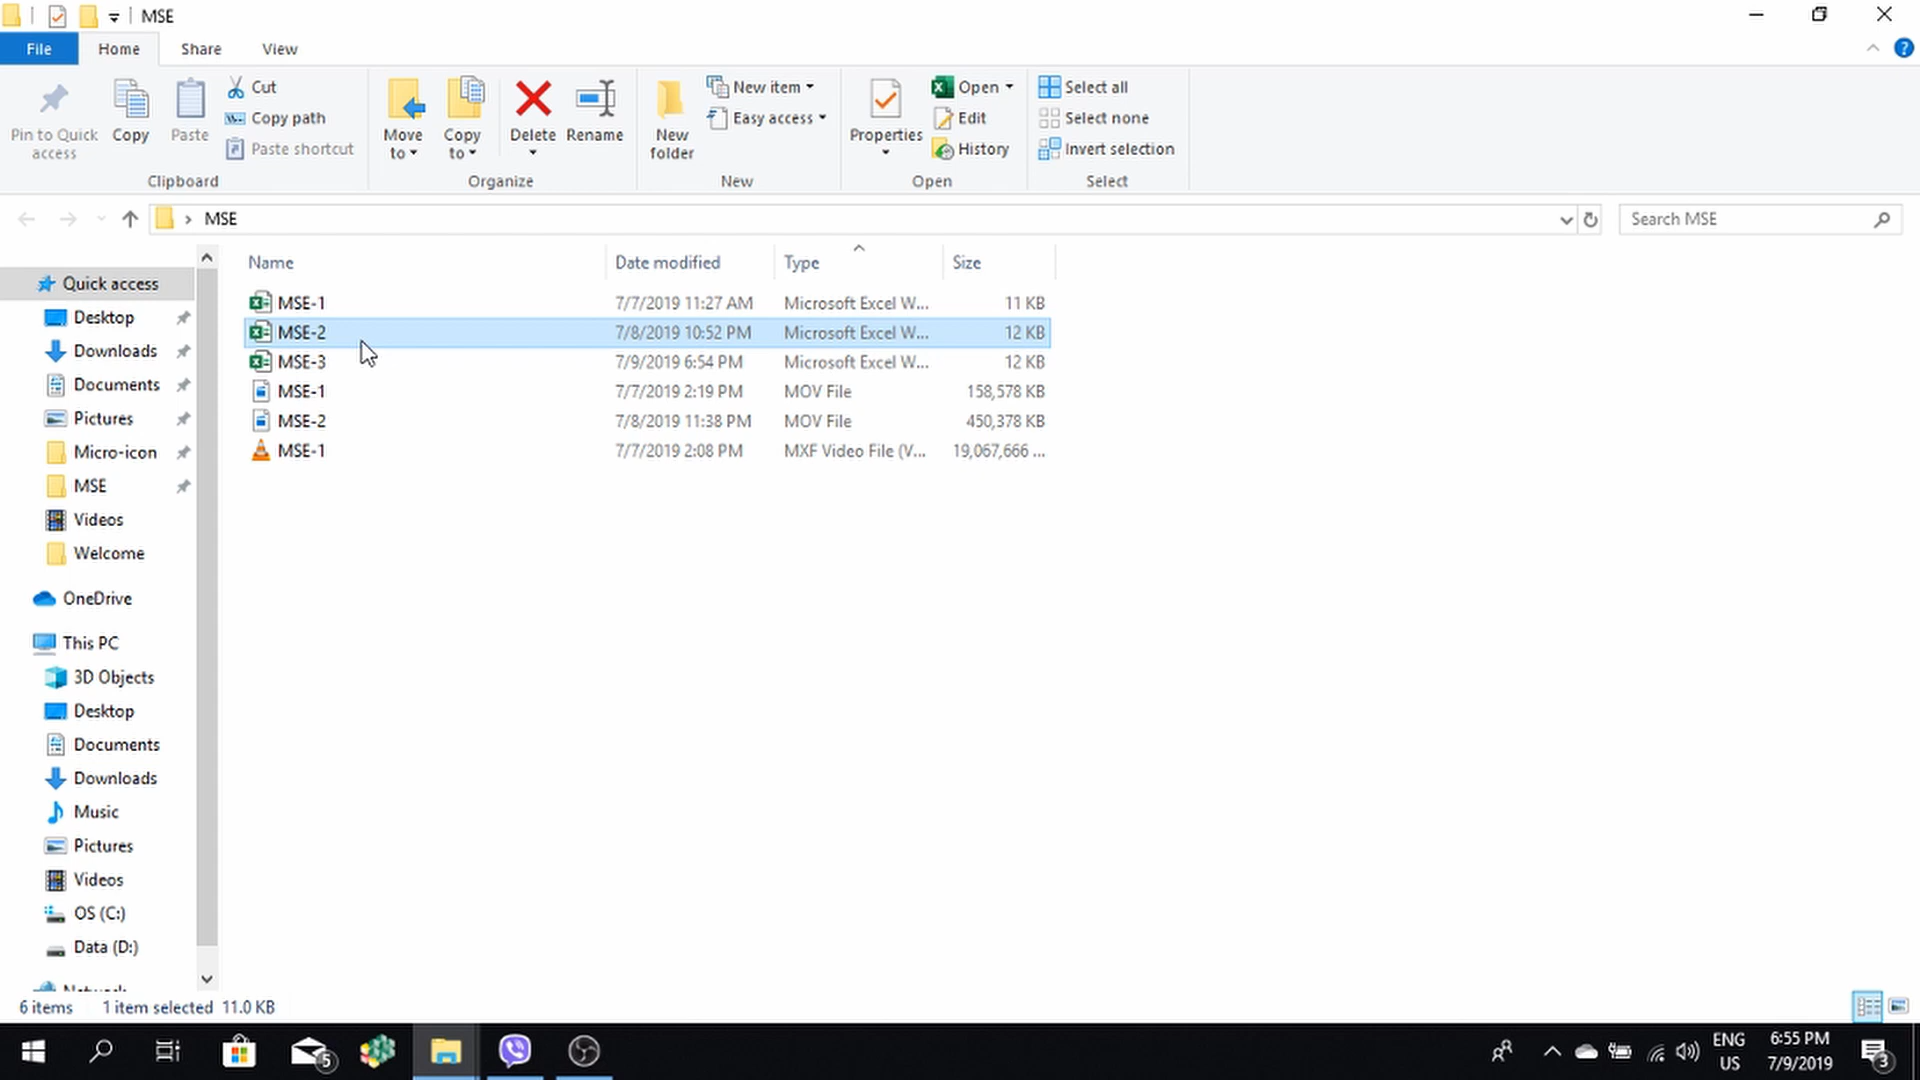 MSE
File Home Share View
Pin to Quick access
Copy
Paste
Cut
Copy path
Paste shortcut
Clipboard
Move to
Copy to
Delete
Rename
Organize
New folder
New item
Easy access
New
Properties
Open
Edit
History
Open
Select all
Select none
Invert selection
Select
MSE
Search MSE
Name Date modified Type Size
MSE-1 7/7/2019 11:27 AM Microsoft Excel W... 11 KB
MSE-2 7/8/2019 10:52 PM Microsoft Excel W... 12 KB
MSE-3 7/9/2019 6:54 PM Microsoft Excel W... 12 KB
MSE-1 7/7/2019 2:19 PM MOV File 158,578 KB
MSE-2 7/8/2019 11:38 PM MOV File 450,378 KB
MSE-1 7/7/2019 2:08 PM MXF Video File (V... 19,067,666 ...
Quick access
Desktop
Downloads
Documents
Pictures
Micro-icon
MSE
Videos
Welcome
OneDrive
This PC
3D Objects
Desktop
Documents
Downloads
Music
Pictures
Videos
OS (C:)
Data (D:)
Network
6 items 1 item selected 11.0 KB
5
ENG
US
6:55 PM
7/9/2019
3